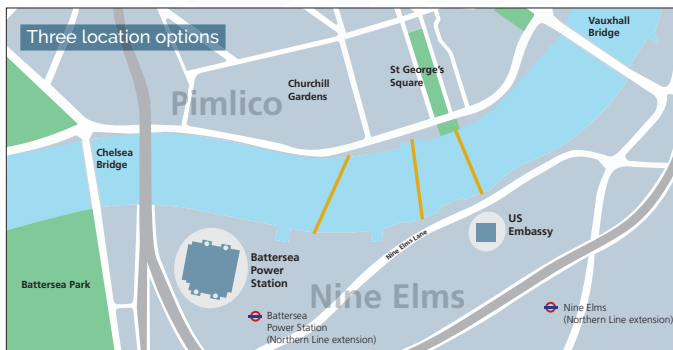 Three location options
Vauxhall
Bridge
St George's
Square
Churchill
Gardens
Pimlico
Chelsea
Bridge
US
Embassy
Nine Elms Lane
Battersea
Power
Station
Battersea Park
Nine Elms
Nine Elms
(Northern Line extension)
Battersea
Power Station
(Northern Line extension)